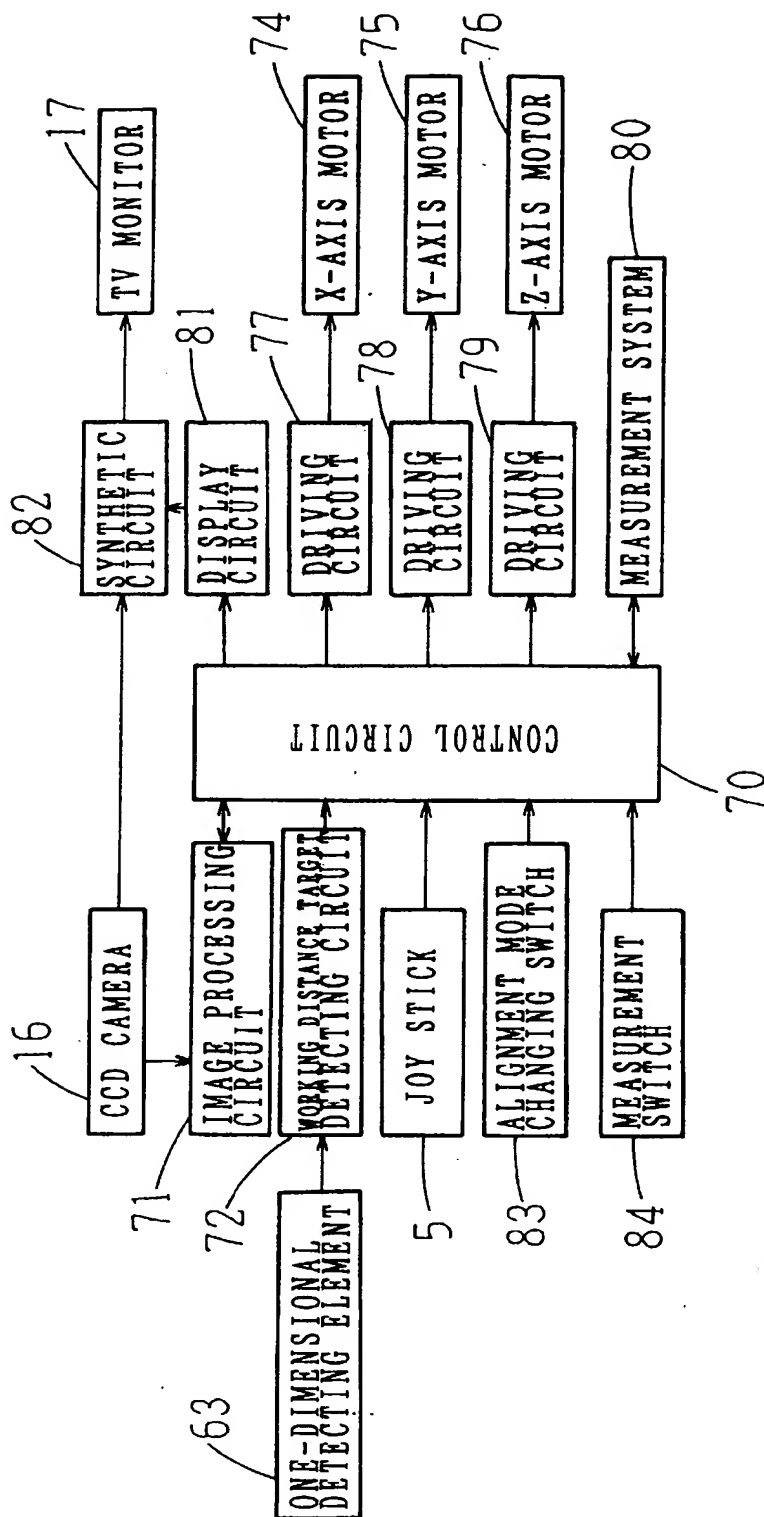 16
CCD CAMERA
82
SYNTHETIC
CIRCUIT
17
TV MONITOR
71
IMAGE PROCESSING
CIRCUIT
81
DISPLAY
CIRCUIT
63
ONE-DIMENSIONAL
DETECTING ELEMENT
72
WORKING DISTANCE TARGET
DETECTING CIRCUIT
77
DRIVING
CIRCUIT
74
X-AXIS MOTOR
CONTROL CIRCUIT
70
5
JOY STICK
78
DRIVING
CIRCUIT
75
Y-AXIS MOTOR
83
ALIGNMENT MODE
CHANGING SWITCH
79
DRIVING
CIRCUIT
76
Z-AXIS MOTOR
84
MEASUREMENT
SWITCH
MEASUREMENT SYSTEM
80